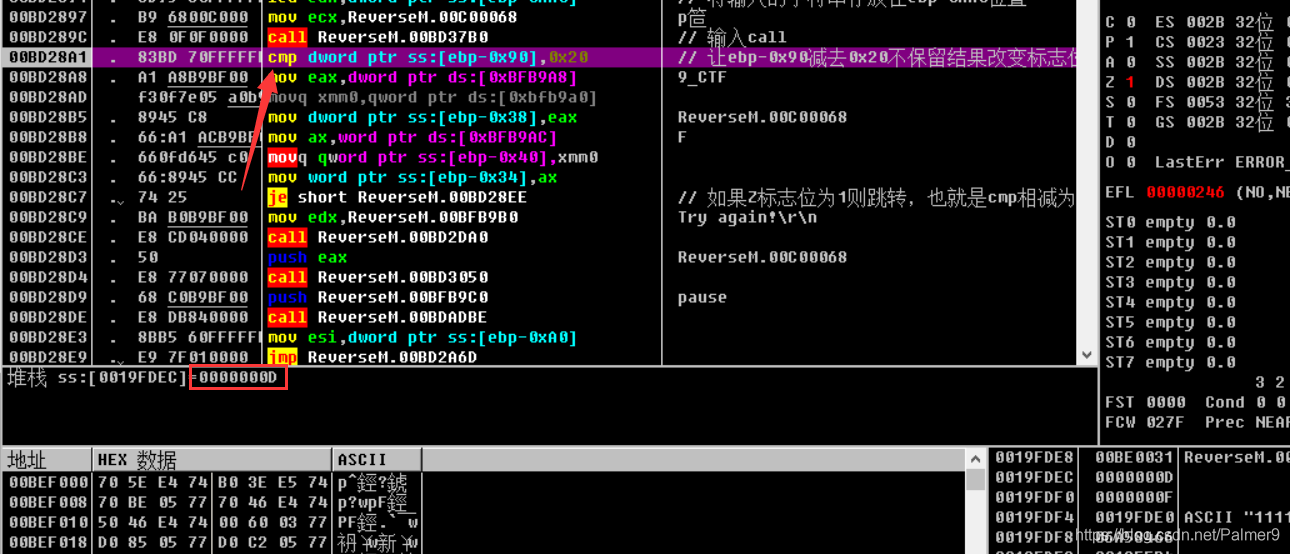 mov ecx,ReverseM.00C00068
00BD2897 . B9 6800C000 p筥
00BD289C . E8 0F0F0000 call ReverseM.00BD37B0 // 输入call
00BD28A1 . 83BD 70FFFFFF cmp dword ptr ss:[ebp-0x90],0x20 // 让ebp-0x90减去0x20不保留结果改变标志位
00BD28A8 . A1 A8B9BF00 mov eax,dword ptr ds:[0xBFB9A8] 9_CTF
00BD28AD . f30f7e05 a0b9 movq xmm0,qword ptr ds:[0xbfb9a0]
00BD28B5 . 8945 C8 mov dword ptr ss:[ebp-0x38],eax ReverseM.00C00068
00BD28B8 . 66:A1 ACB9BF mov ax,word ptr ds:[0xBFB9AC] F
00BD28BE . 660fd645 c0 movq qword ptr ss:[ebp-0x40],xmm0
00BD28C3 . 66:8945 CC mov word ptr ss:[ebp-0x34],ax
00BD28C7 .⌄ 74 25 je short ReverseM.00BD28EE // 如果Z标志位为1则跳转，也就是cmp相减为
00BD28C9 . BA B0B9BF00 mov edx,ReverseM.00BFB9B0 Try again!\r\n
00BD28CE . E8 CD040000 call ReverseM.00BD2DA0
00BD28D3 . 50 push eax ReverseM.00C00068
00BD28D4 . E8 77070000 call ReverseM.00BD3050
00BD28D9 . 68 C0B9BF00 push ReverseM.00BFB9C0 pause
00BD28DE . E8 DB840000 call ReverseM.00BDADBE
00BD28E3 . 8BB5 60FFFFFF mov esi,dword ptr ss:[ebp-0xA0]
00BD28E9 .⌄ E9 7F010000 jmp ReverseM.00BD2A6D
堆栈 ss:[0019FDEC]=0000000D
C 0 ES 002B 32位
P 1 CS 0023 32位
A 0 SS 002B 32位
Z 1 DS 002B 32位
S 0 FS 0053 32位
T 0 GS 002B 32位
D 0
O 0 LastErr ERROR_
EFL 00000246 (NO,NB
ST0 empty 0.0
ST1 empty 0.0
ST2 empty 0.0
ST3 empty 0.0
ST4 empty 0.0
ST5 empty 0.0
ST6 empty 0.0
ST7 empty 0.0
3 2
FST 0000 Cond 0 0
FCW 027F Prec NEAR
地址 HEX 数据 ASCII
00BEF000 70 5E E4 74 B0 3E E5 74 p^鋞?鍃
00BEF008 70 BE 05 77 70 46 E4 74 p?wpF鋞
00BEF010 50 46 E4 74 00 60 03 77 PF鋞.` w
00BEF018 D0 85 05 77 D0 C2 05 77
0019FDE8 00BE0031 ReverseM.00
0019FDEC 0000000D
0019FDF0 0000000F
0019FDF4 0019FDE0 ASCII "1111
0019FDF8 06A50466
https://blog.csdn.net/Palmer9